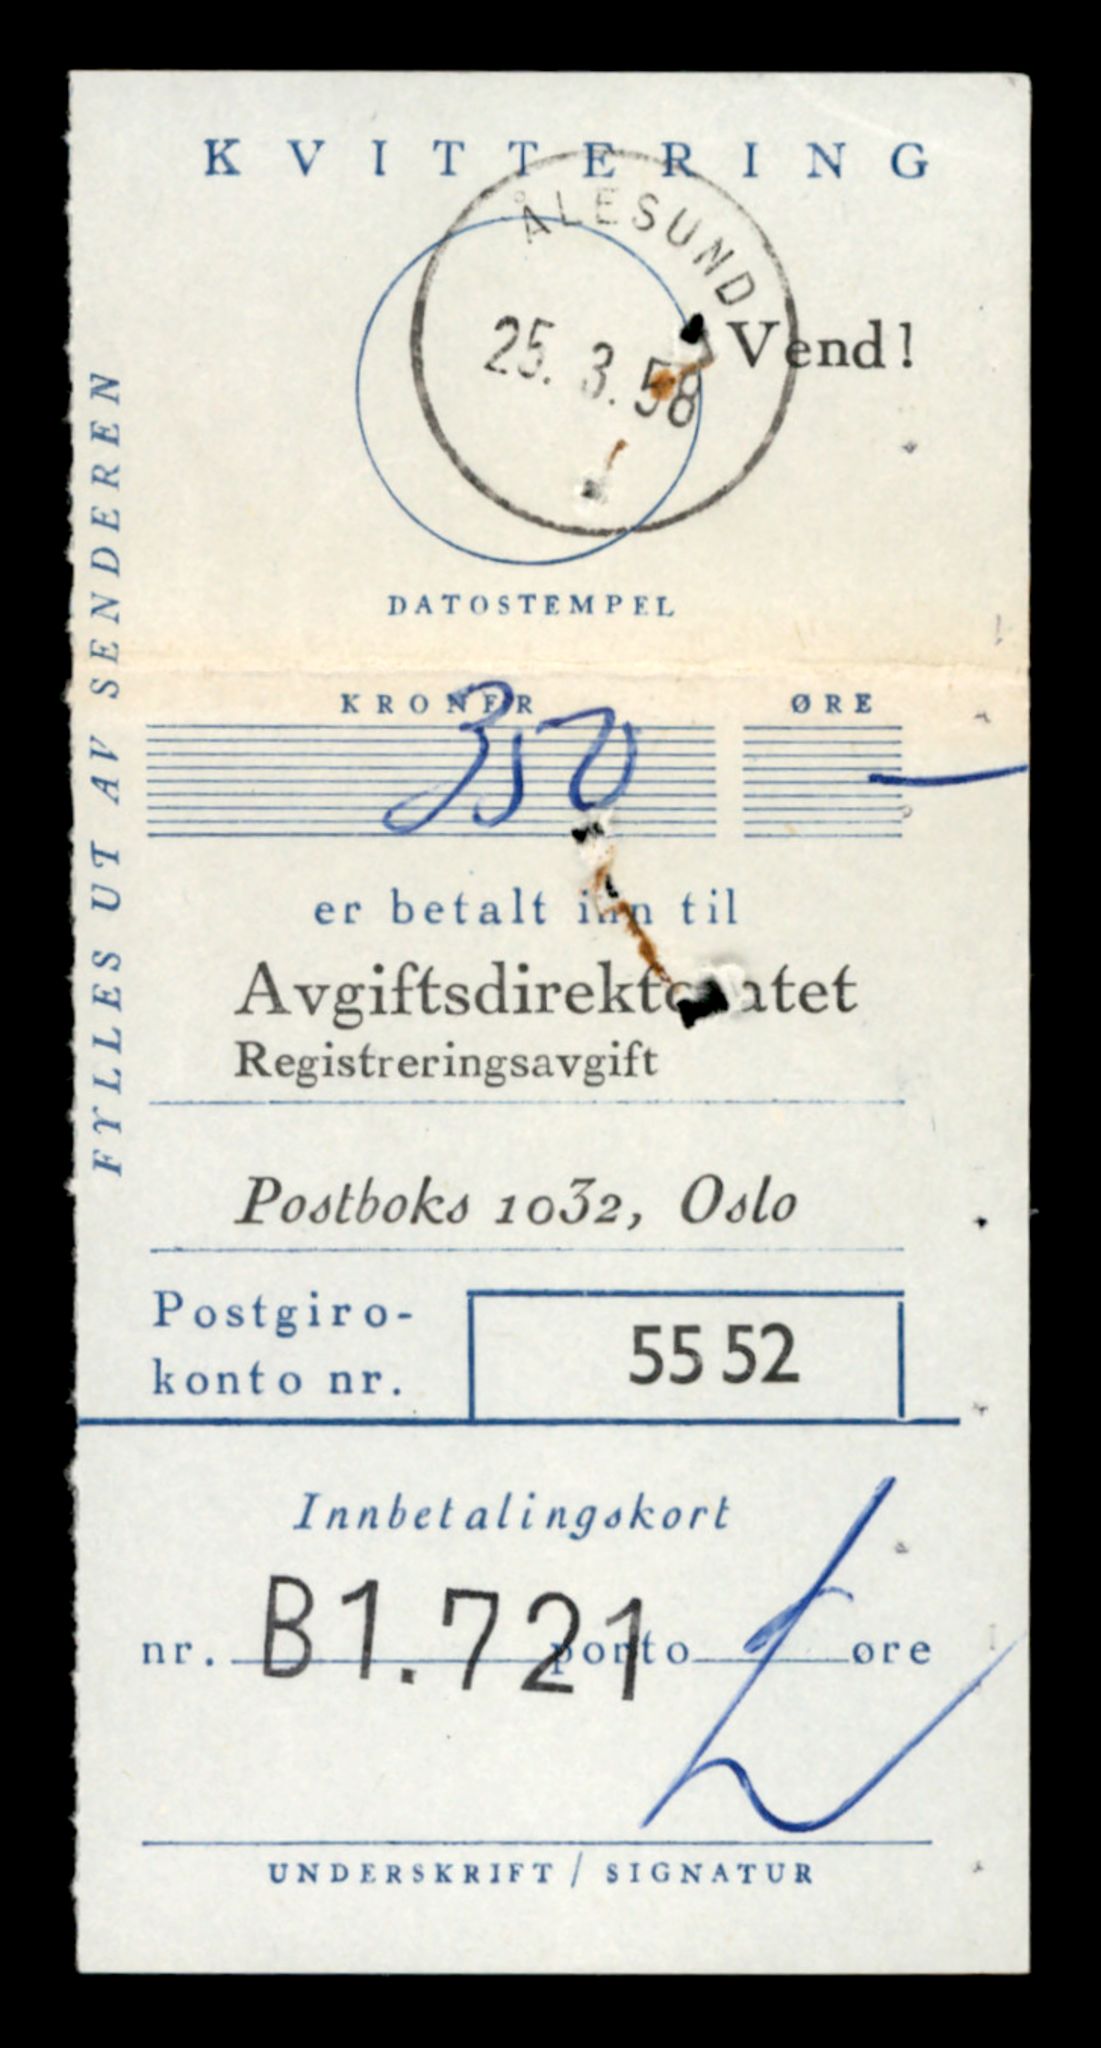 KVITTERING
ÅLESUND
25. 3. 58
Vend!
DATOSTEMPEL
FYLLES UT AV SENDEREN
KRONER ØRE
350 —
er betalt inn til
Avgiftsdirektoratet
Registreringsavgift
Postboks 1032, Oslo
Postgiro-
konto nr.
55 52
Innbetalingskort
nr. B1.721 porto øre
UNDERSKRIFT / SIGNATUR